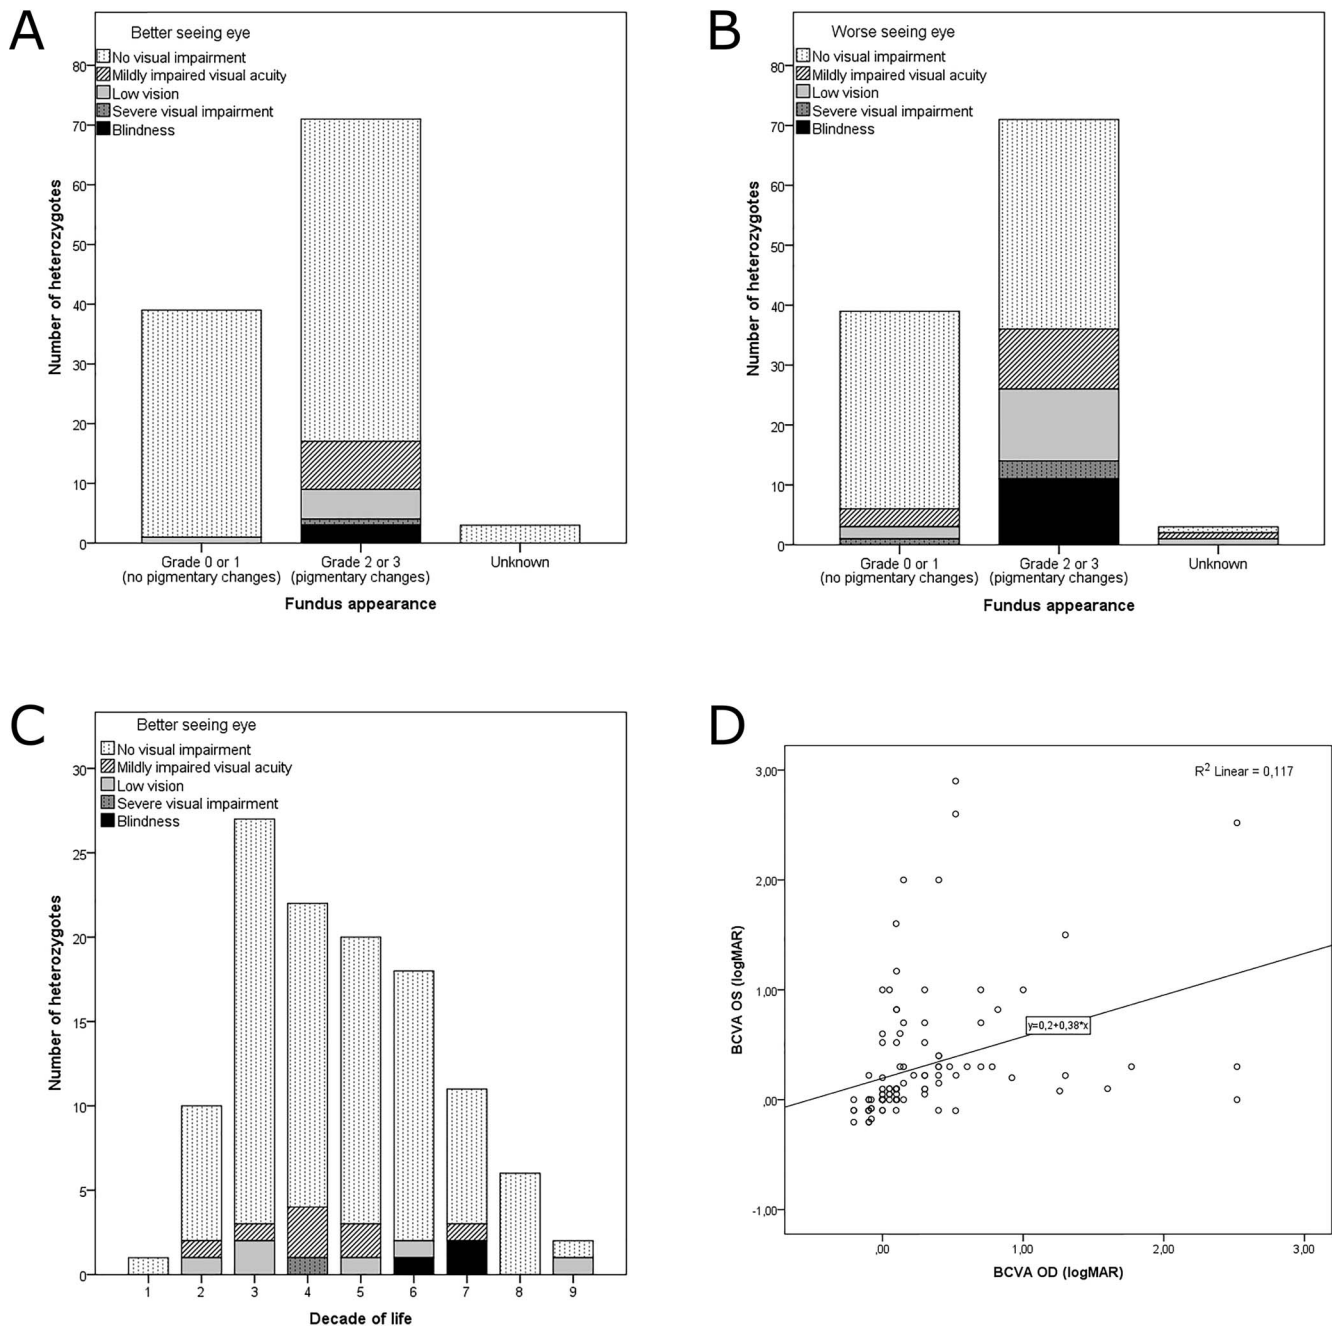 A
Better seeing eye
No visual impairment
Mildly impaired visual acuity
Low vision
Severe visual impairment
Blindness
80
70
60
50
40
30
20
10
0
Number of heterozygotes
Grade 0 or 1
(no pigmentary changes)
Grade 2 or 3
(pigmentary changes)
Unknown
Fundus appearance
B
Worse seeing eye
No visual impairment
Mildly impaired visual acuity
Low vision
Severe visual impairment
Blindness
80
70
60
50
40
30
20
10
0
Number of heterozygotes
Grade 0 or 1
(no pigmentary changes)
Grade 2 or 3
(pigmentary changes)
Unknown
Fundus appearance
C
Better seeing eye
No visual impairment
Mildly impaired visual acuity
Low vision
Severe visual impairment
Blindness
30
25
20
15
10
5
0
Number of heterozygotes
1 2 3 4 5 6 7 8 9
Decade of life
D
R2 Linear = 0,117
3,00
2,00
1,00
,00
-1,00
BCVA OS (logMAR)
y=0,2+0,38*x
,00 1,00 2,00 3,00
BCVA OD (logMAR)